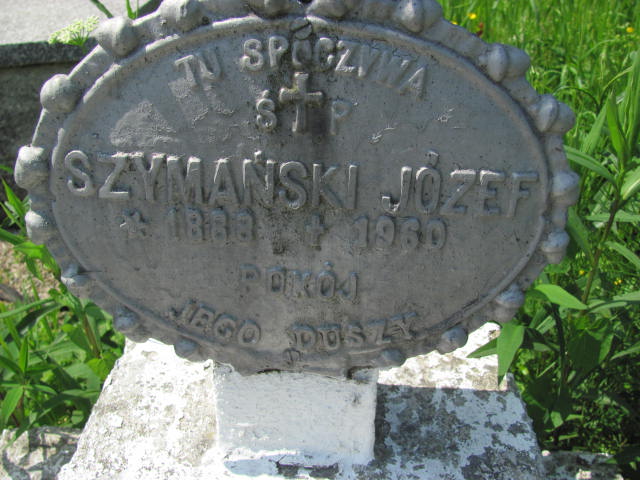 TU SPOCZYWA
Ś † P
SZYMAŃSKI JÓZEF
* 1888 † 1960
POKÓJ
JEGO DUSZY